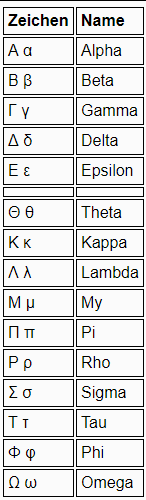 Zeichen Name
Α α Alpha
Β β Beta
Γ γ Gamma
Δ δ Delta
Ε ε Epsilon
Θ θ Theta
Κ κ Kappa
Λ λ Lambda
Μ μ My
Π π Pi
Ρ ρ Rho
Σ σ Sigma
Τ τ Tau
Φ φ Phi
Ω ω Omega